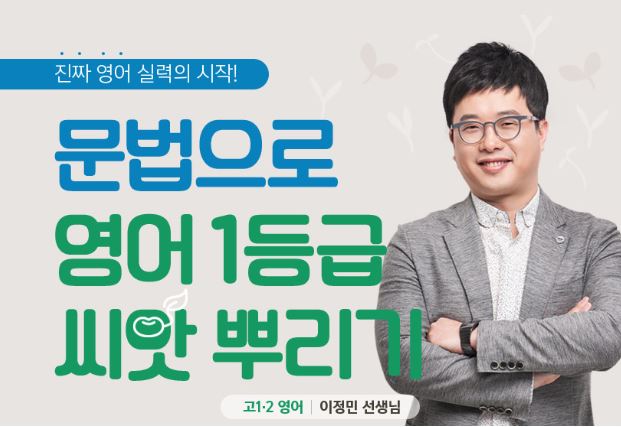 진짜 영어 실력의 시작!
문법으로
영어 1등급
씨앗 뿌리기
고1·2 영어 | 이정민 선생님